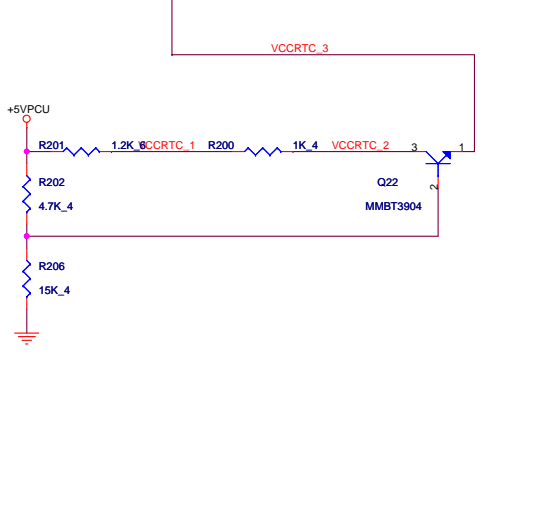 VCCRTC_3
+5VPCU
R201
1.2K_6
VCCRTC_1
R200
1K_4
VCCRTC_2
3
1
R202
4.7K_4
Q22
2
MMBT3904
R206
15K_4